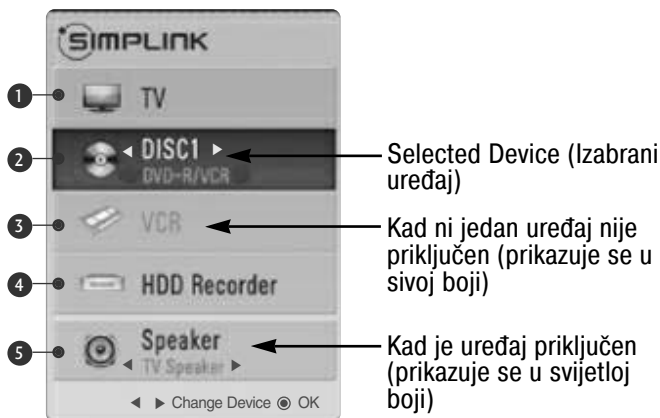 SIMPLINK
1 TV
2 ◄ DISC1 ►
DVD-R/VCR
Selected Device (Izabrani
uređaj)
3 VCR
Kad ni jedan uređaj nije
priključen (prikazuje se u
sivoj boji)
4 HDD Recorder
5 Speaker
◄ TV Speaker ►
Kad je uređaj priključen
(prikazuje se u svijetloj
boji)
◄ ► Change Device ◉ OK